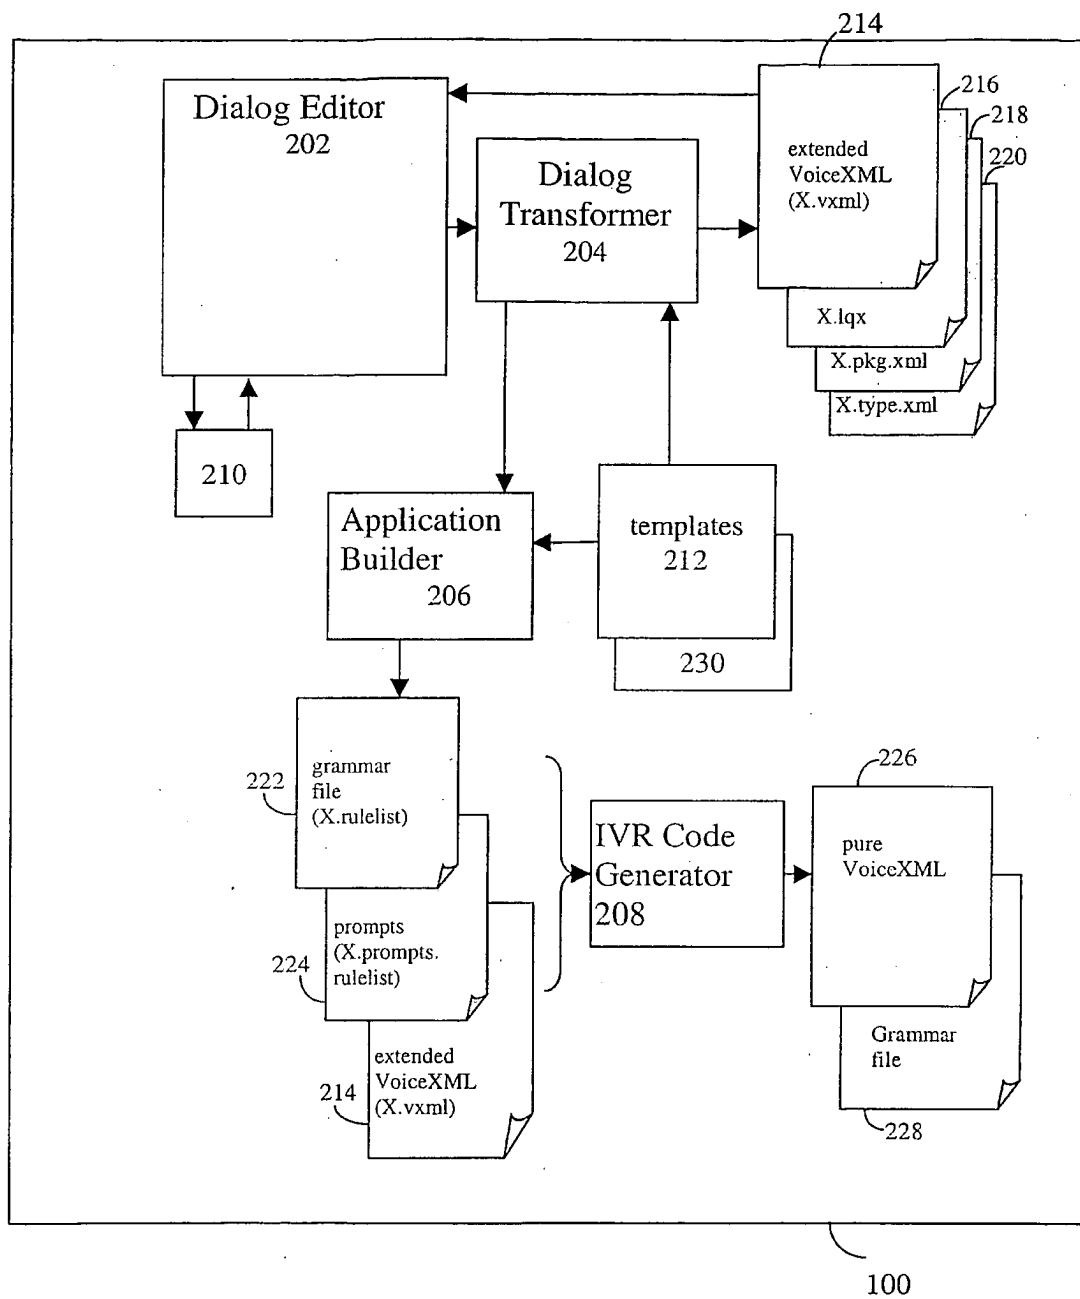 214
Dialog Editor
202
216
218
220
extended
VoiceXML
(X.vxml)
Dialog
Transformer
204
X.lqx
X.pkg.xml
X.type.xml
210
templates
212
230
Application
Builder
206
222
grammar
file
(X.rulelist)
224
prompts
(X.prompts.
rulelist)
214
extended
VoiceXML
(X.vxml)
IVR Code
Generator
208
226
pure
VoiceXML
Grammar
file
228
100